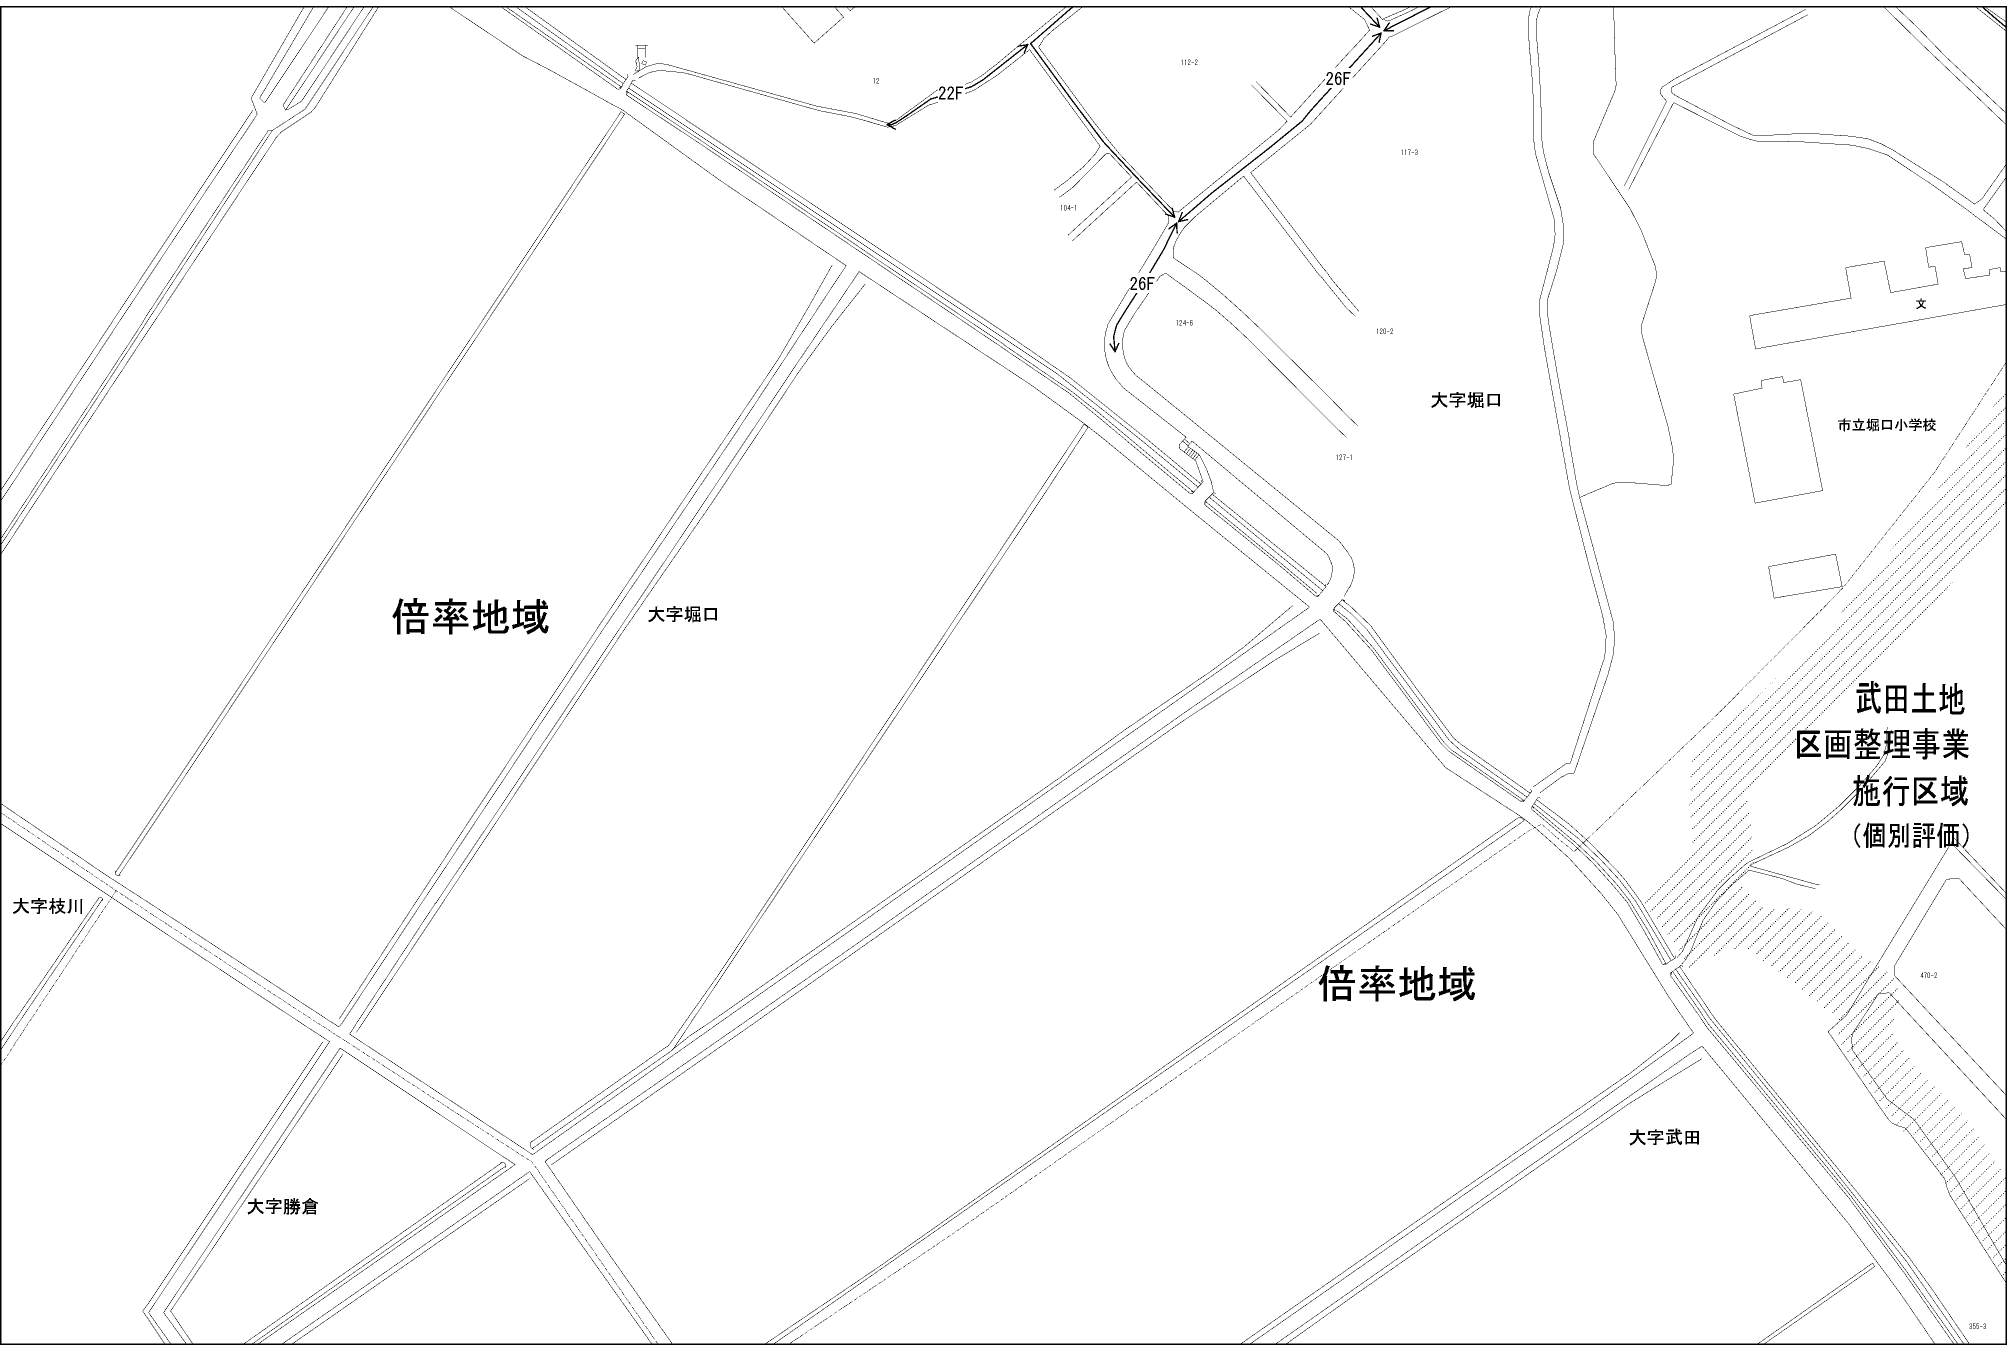 12
22F
112-2
26F
117-3
104-1
26F
124-6
120-2
文
大字堀口
市立堀口小学校
127-1
倍率地域
大字堀口
武田土地
区画整理事業
施行区域
（個別評価）
大字枝川
倍率地域
470-2
大字武田
大字勝倉
355-3